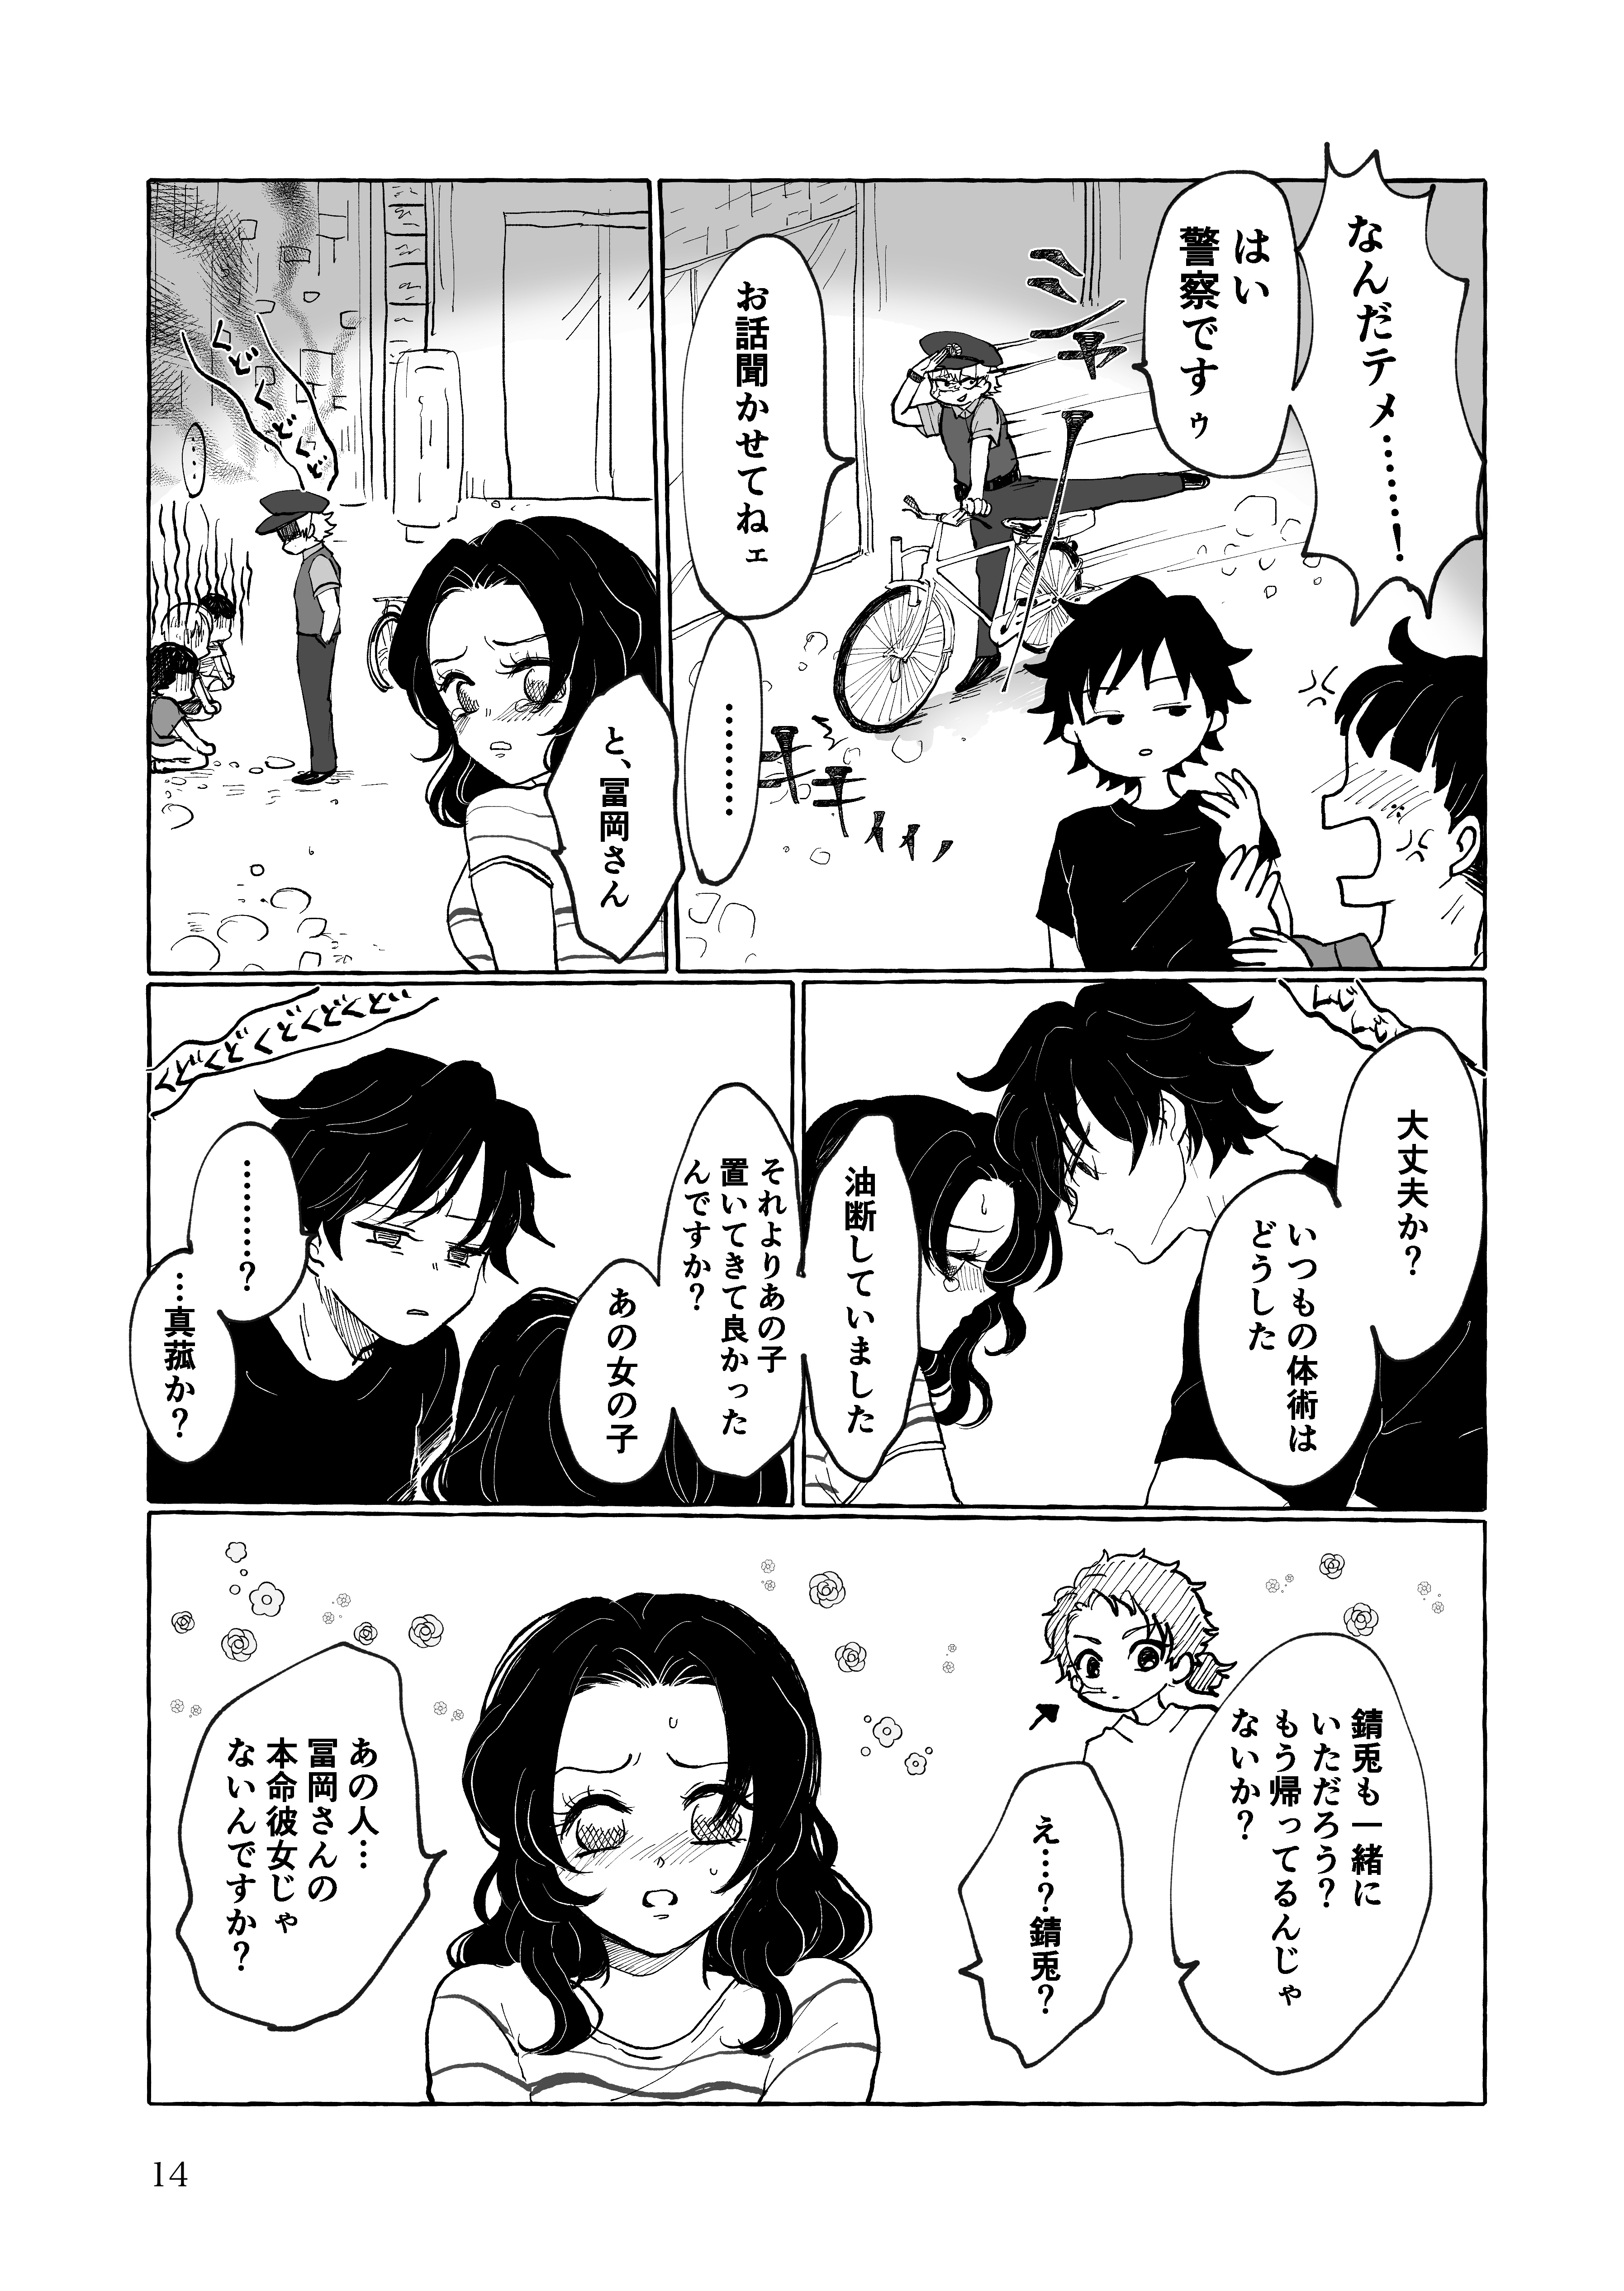 なんだテメ……！
はい
警察ですゥ
シャー
お話聞かせてねェ
………
キキィィ，
くどくどくどくど
……
と、冨岡さん
くどくど
大丈夫か？
いつもの体術は
どうした
油断していました
それよりあの子
置いてきて良かった
んですか？
あの女の子
くどくどくどくどくど
………？
…真菰か？
錆兎も一緒に
いただろう？
もう帰ってるんじゃ
ないか？
え…？錆兎？
あの人…
冨岡さんの
本命彼女じゃ
ないんですか？
14